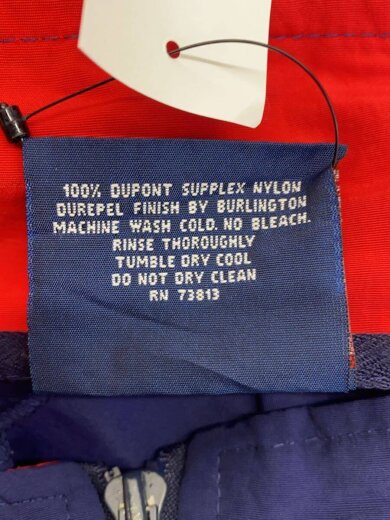 100% DUPONT SUPPLEX NYLON
DUREPEL FINISH BY BURLINGTON
MACHINE WASH COLD. NO BLEACH.
RINSE THOROUGHLY
TUMBLE DRY COOL
DO NOT DRY CLEAN
RN 73813